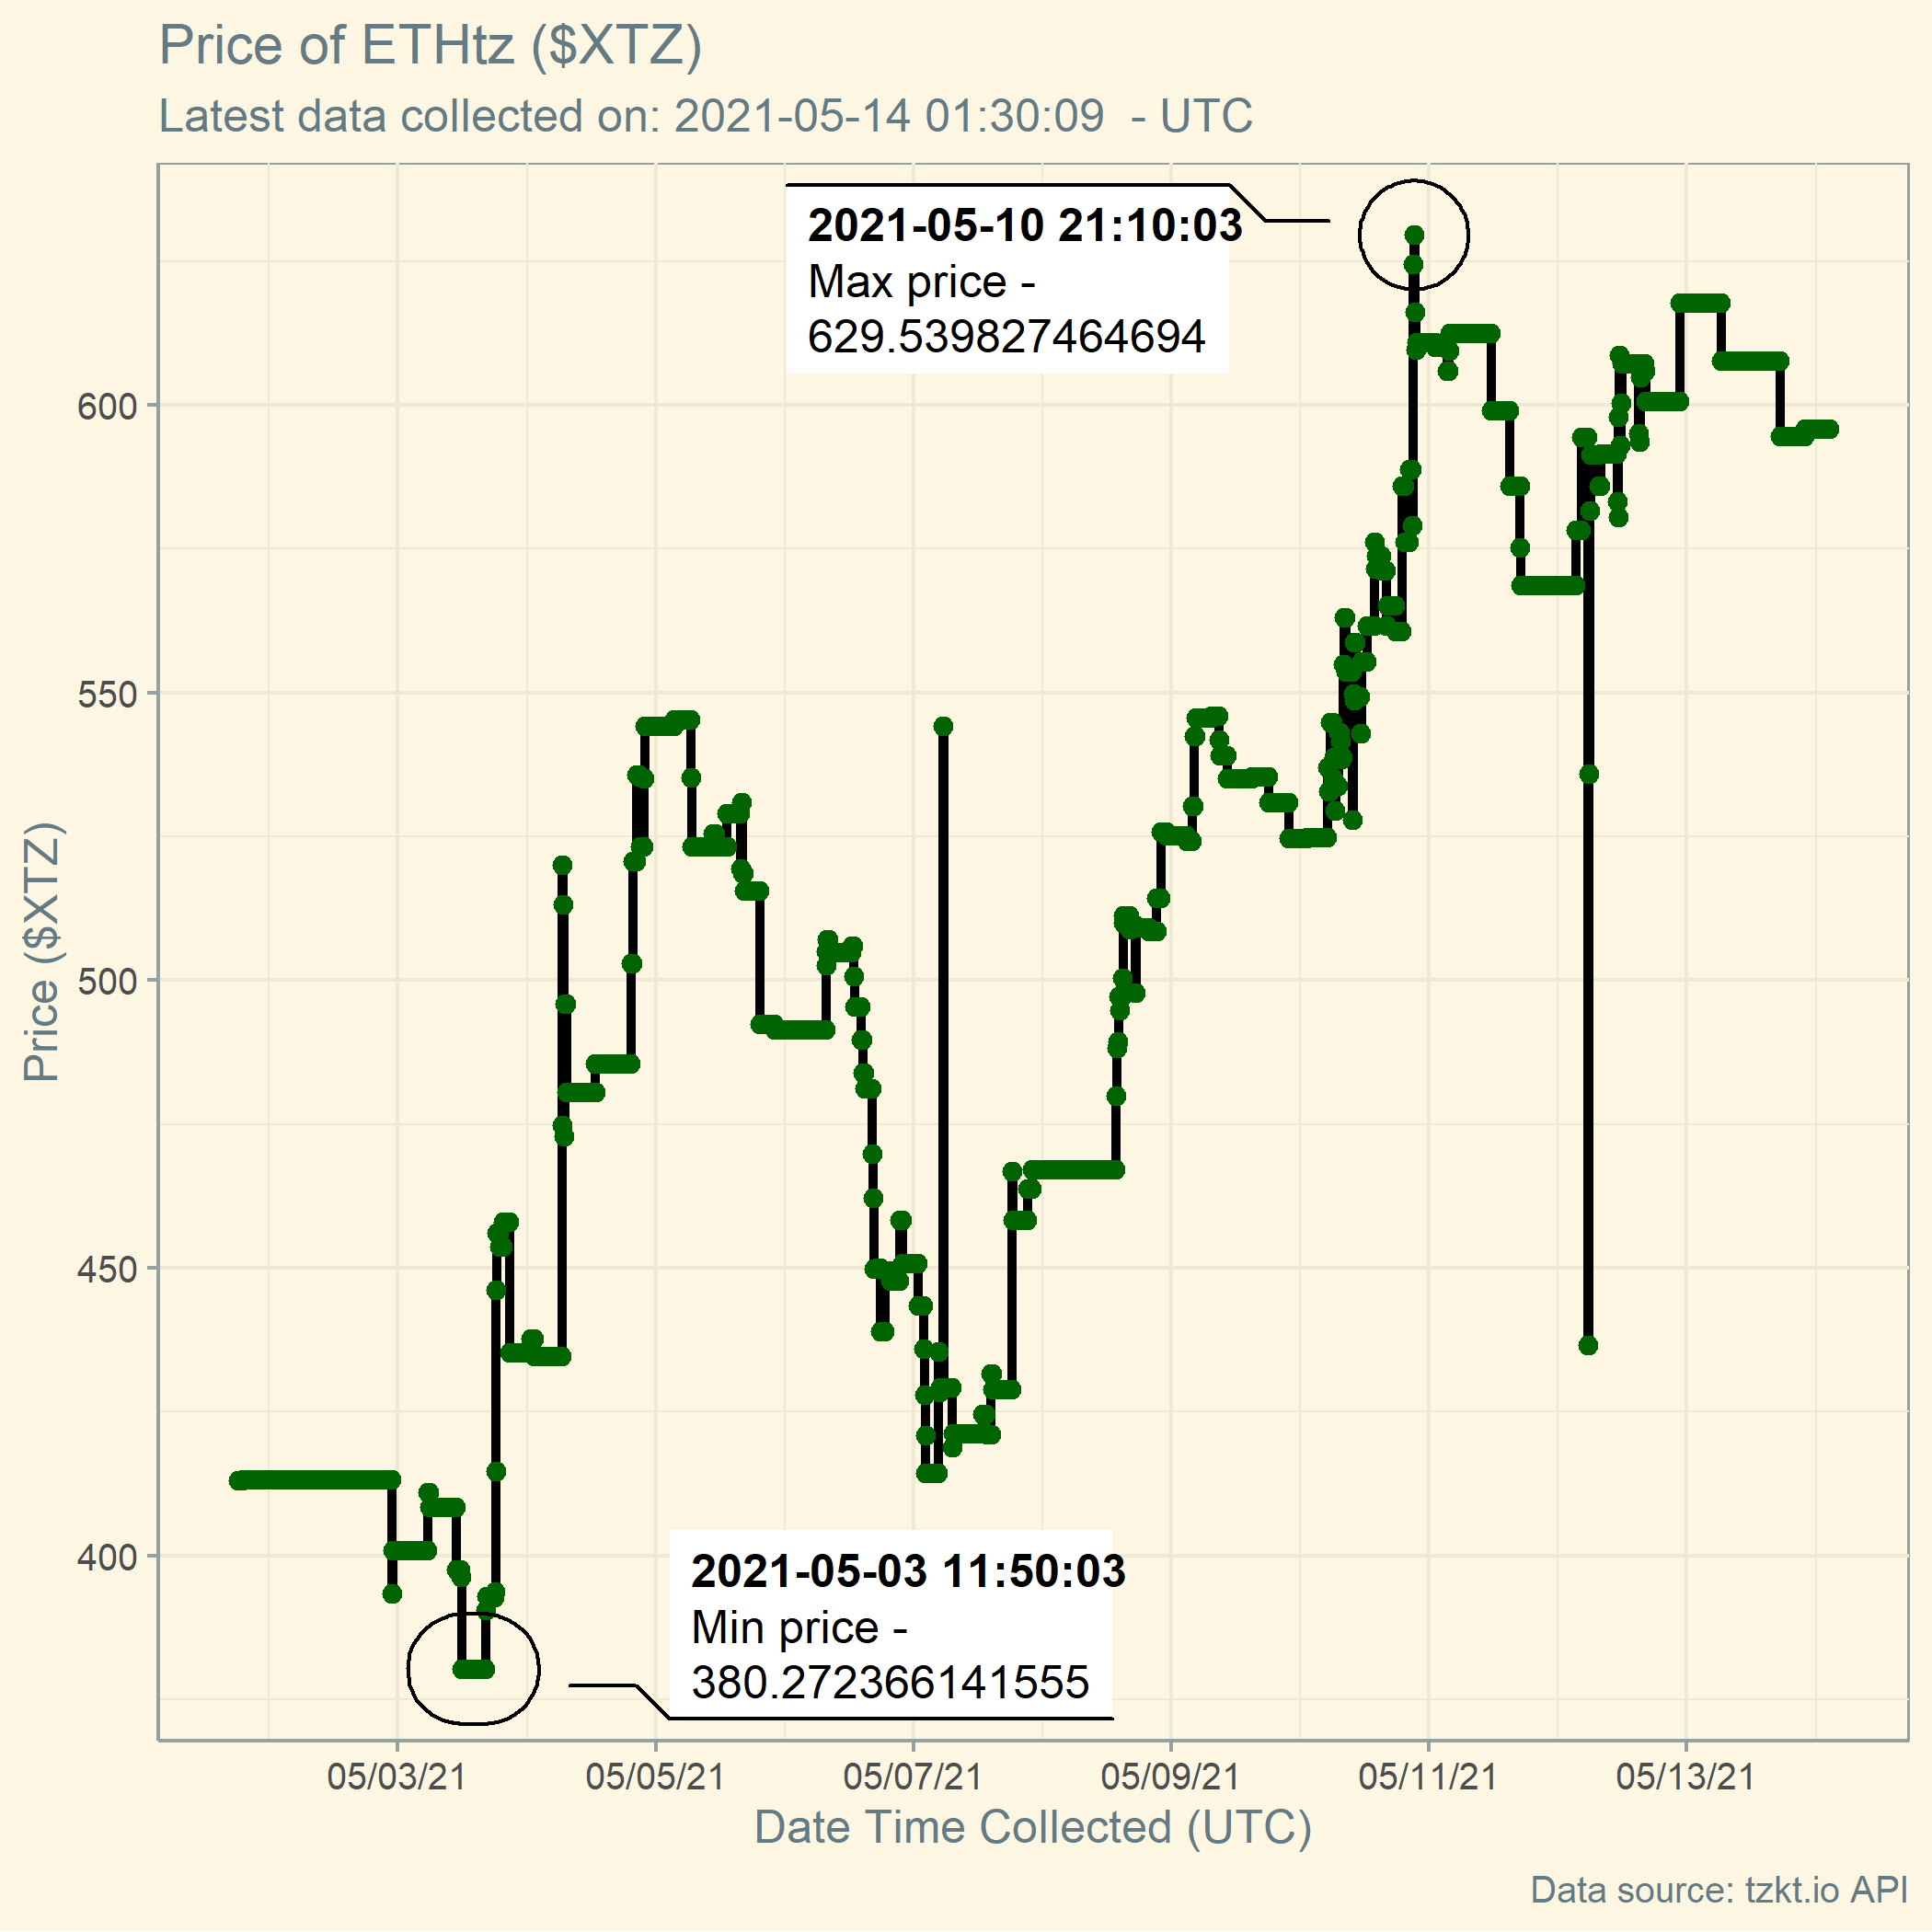 Price of ETHtz ($XTZ)
Latest data collected on: 2021-05-14 01:30:09  - UTC
2021-05-10 21:10:03
Max price -
629.539827464694
600
550
500
450
400
Price ($XTZ)
2021-05-03 11:50:03
Min price -
380.272366141555
05/03/21 05/05/21 05/07/21 05/09/21 05/11/21 05/13/21
Date Time Collected (UTC)
Data source: tzkt.io API